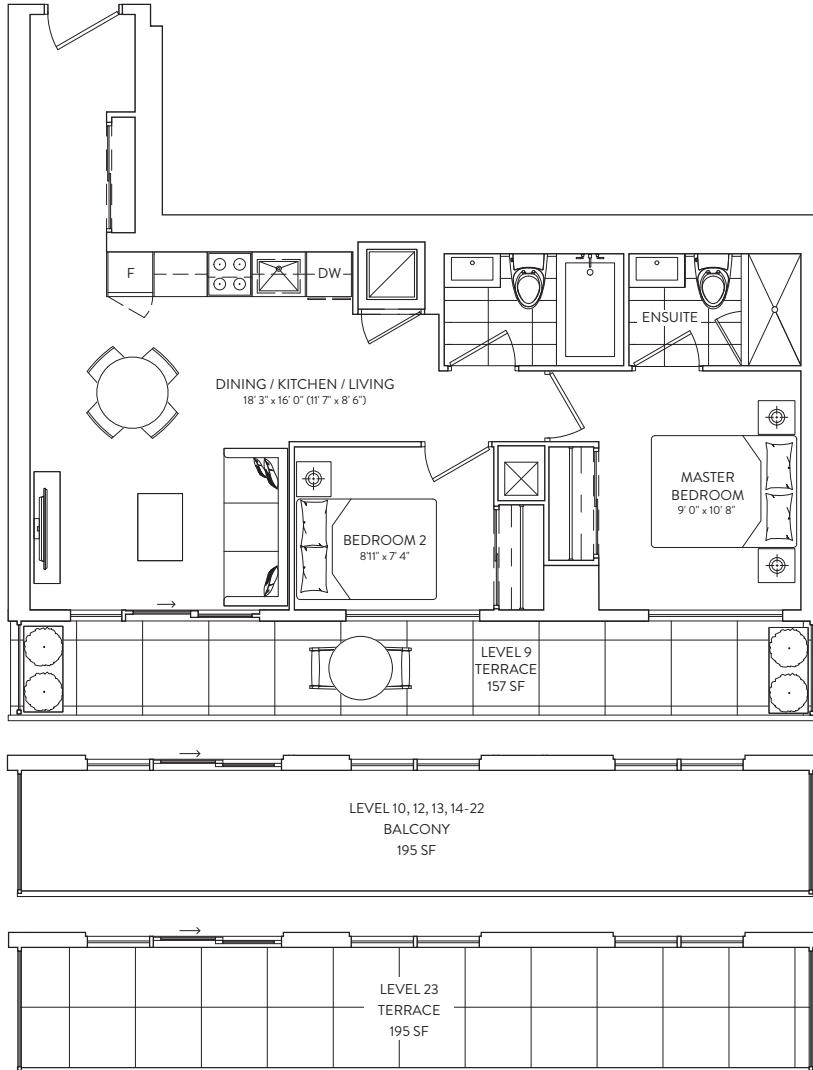 F
DW
ENSUITE
DINING / KITCHEN / LIVING
18' 3" x 16' 0" (11' 7" x 8' 6")
MASTER
BEDROOM
9' 0" x 10' 8"
BEDROOM 2
8'11" x 7' 4"
LEVEL 9
TERRACE
157 SF
LEVEL 10, 12, 13, 14-22
BALCONY
195 SF
LEVEL 23
TERRACE
195 SF